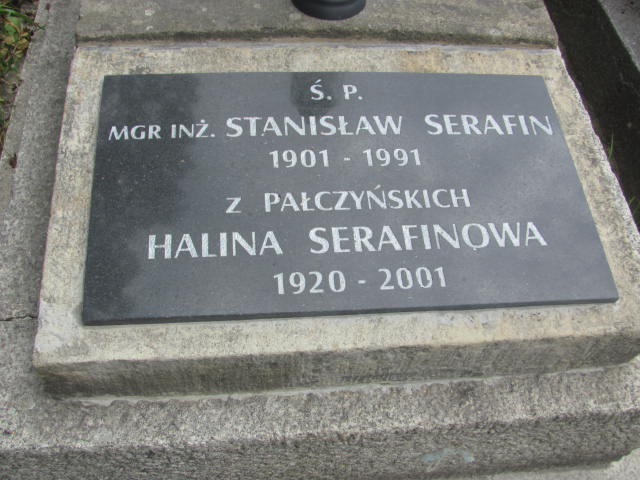 Ś. P.
MGR INŻ. STANISŁAW SERAFIN
1901 - 1991
Z PAŁCZYŃSKICH
HALINA SERAFINOWA
1920 - 2001